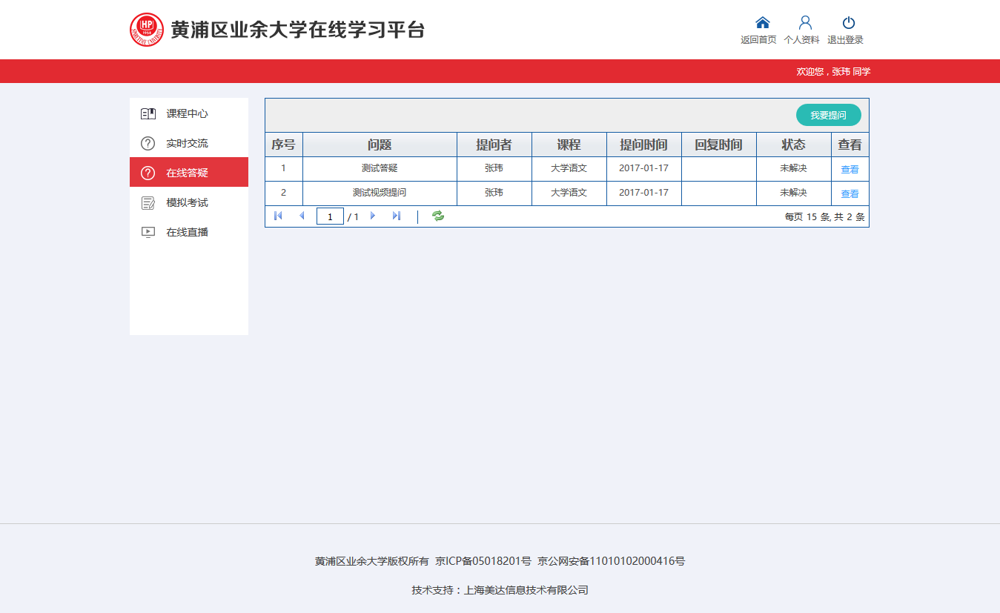 HP
1958
黄浦区业余大学在线学习平台
返回首页 个人资料 退出登录
欢迎您，张玮 同学
课程中心
实时交流
在线答疑
模拟考试
在线直播
我要提问
序号 问题 提问者 课程 提问时间 回复时间 状态 查看
1 测试答疑 张玮 大学语文 2017-01-17 未解决 查看
2 测试视频提问 张玮 大学语文 2017-01-17 未解决 查看
1 / 1 每页 15 条, 共 2 条
黄浦区业余大学版权所有 京ICP备05018201号 京公网安备11010102000416号
技术支持：上海美达信息技术有限公司